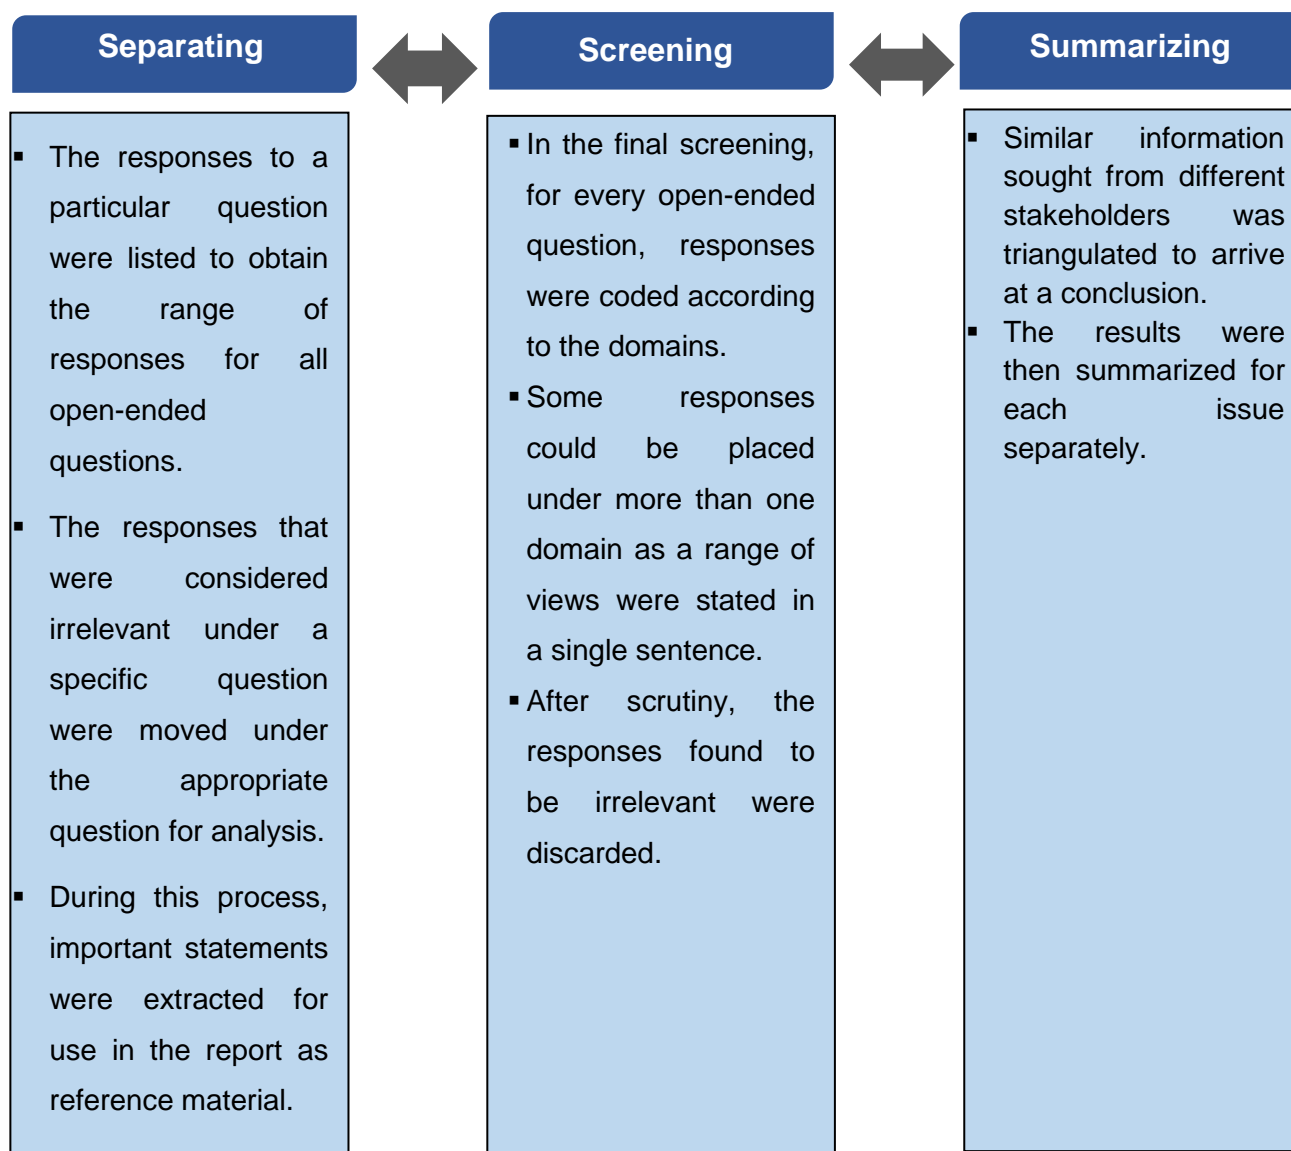 Separating
▪ The responses to a
particular question
were listed to obtain
the range of
responses for all
open-ended
questions.
▪ The responses that
were considered
irrelevant under a
specific question
were moved under
the appropriate
question for analysis.
▪ During this process,
important statements
were extracted for
use in the report as
reference material.
Screening
▪ In the final screening,
for every open-ended
question, responses
were coded according
to the domains.
▪ Some responses
could be placed
under more than one
domain as a range of
views were stated in
a single sentence.
▪ After scrutiny, the
responses found to
be irrelevant were
discarded.
Summarizing
▪ Similar information
sought from different
stakeholders was
triangulated to arrive
at a conclusion.
▪ The results were
then summarized for
each issue
separately.